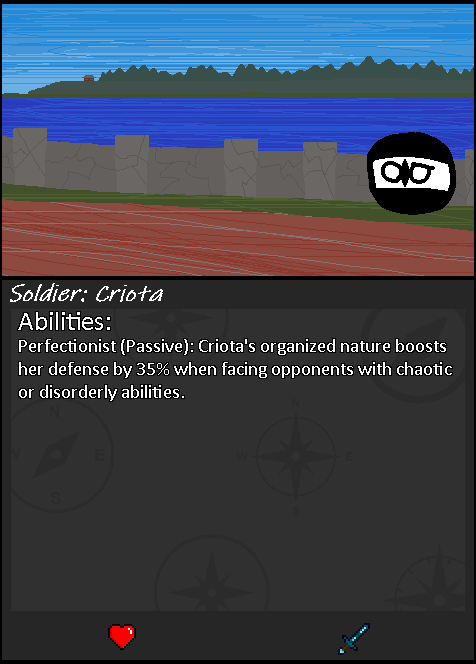 Soldier: Criota
Abilities:
Perfectionist (Passive): Criota's organized nature boosts
her defense by 35% when facing opponents with chaotic
or disorderly abilities.
N
N
W E
E
S
S